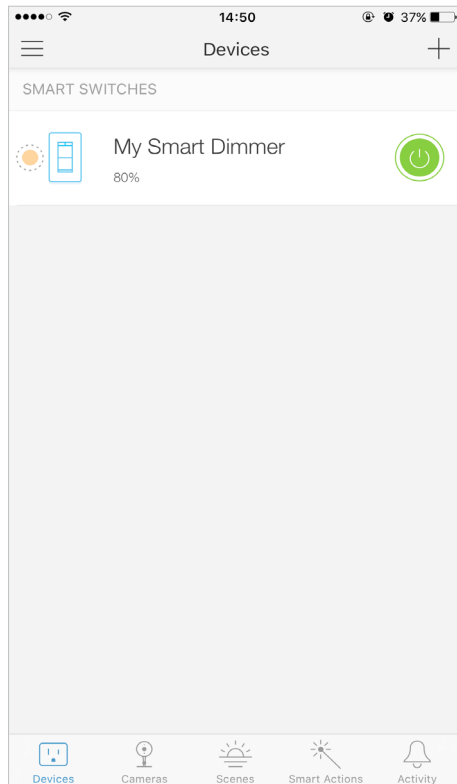 14:50 37%
Devices
SMART SWITCHES
My Smart Dimmer
80%
Devices Cameras Scenes Smart Actions Activity